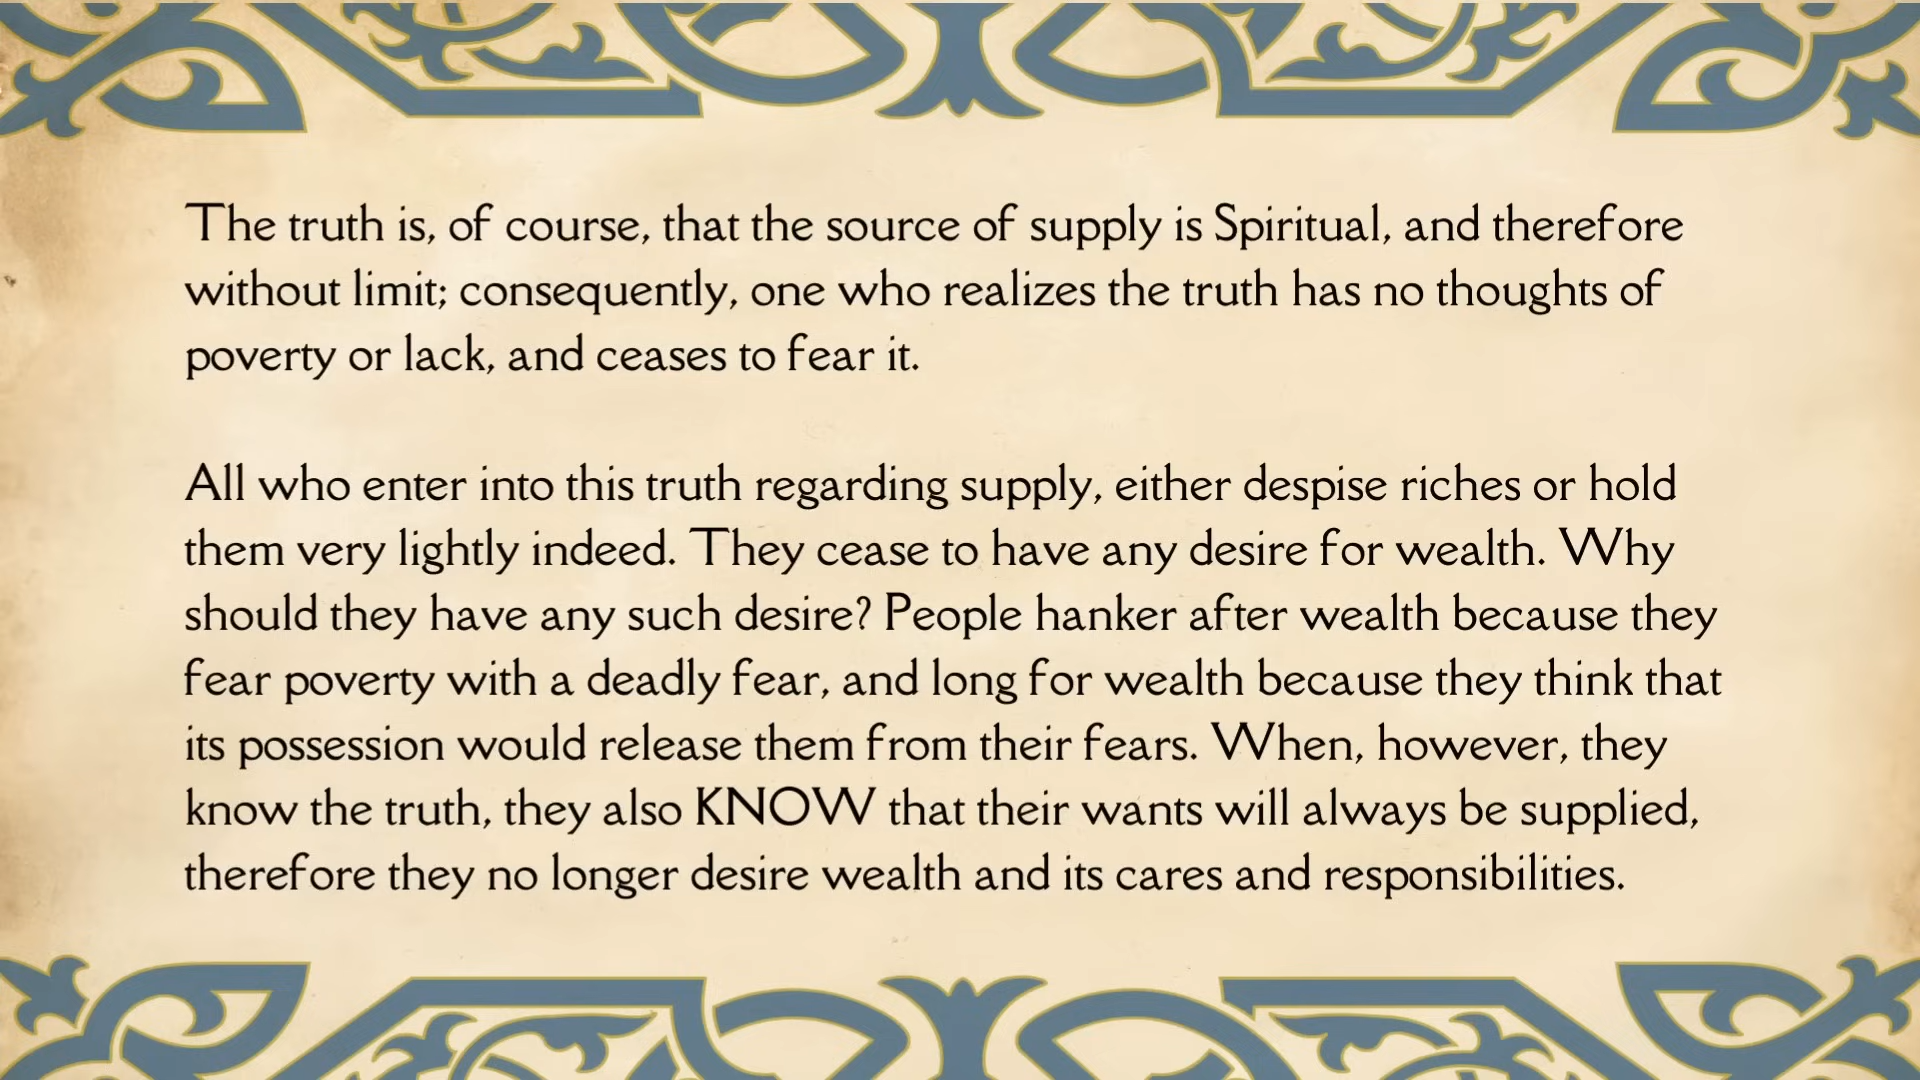 The truth is, of course, that the source of supply is Spiritual, and therefore
without limit; consequently, one who realizes the truth has no thoughts of
poverty or lack, and ceases to fear it.
All who enter into this truth regarding supply, either despise riches or hold
them very lightly indeed. They cease to have any desire for wealth. Why
should they have any such desire? People hanker after wealth because they
fear poverty with a deadly fear, and long for wealth because they think that
its possession would release them from their fears. When, however, they
know the truth, they also KNOW that their wants will always be supplied,
therefore they no longer desire wealth and its cares and responsibilities.